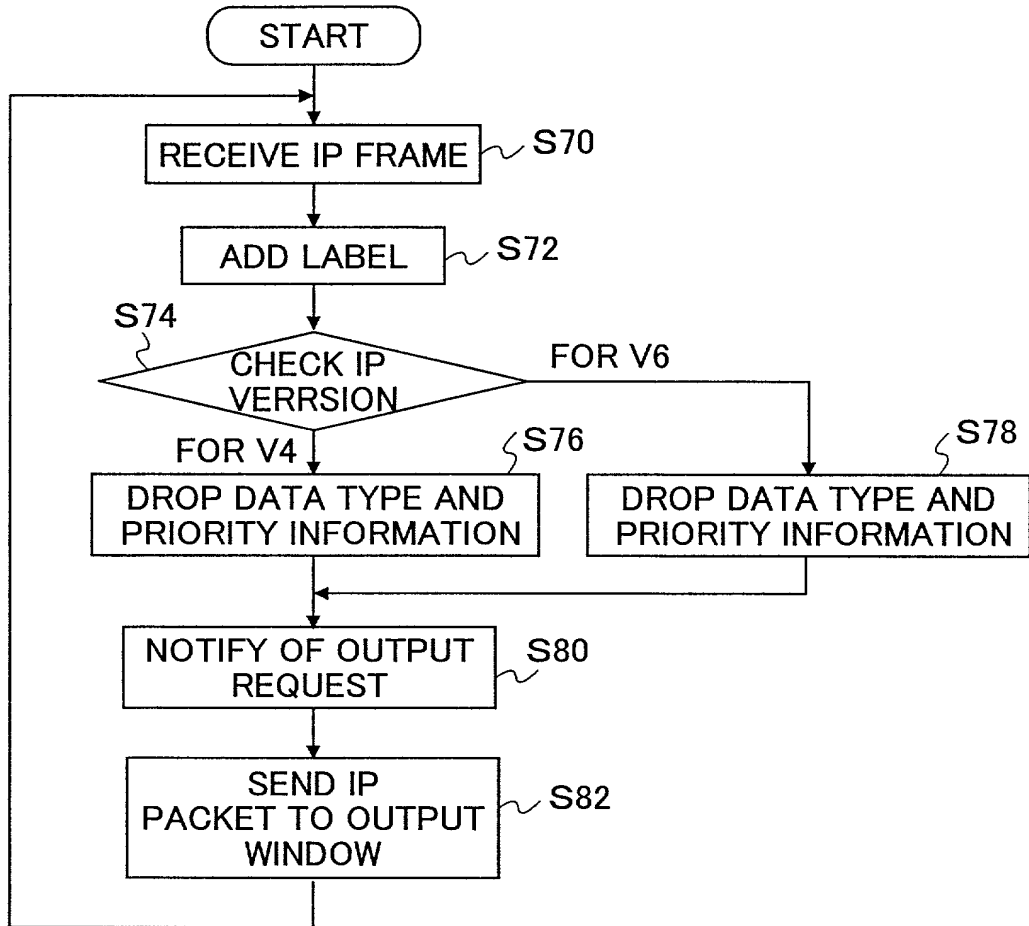 START
RECEIVE IP FRAME
S70
ADD LABEL
S72
S74
CHECK IP
VERRSION
FOR V6
FOR V4
S76
S78
DROP DATA TYPE AND
PRIORITY INFORMATION
DROP DATA TYPE AND
PRIORITY INFORMATION
NOTIFY OF OUTPUT
REQUEST
S80
SEND IP
PACKET TO OUTPUT
WINDOW
S82